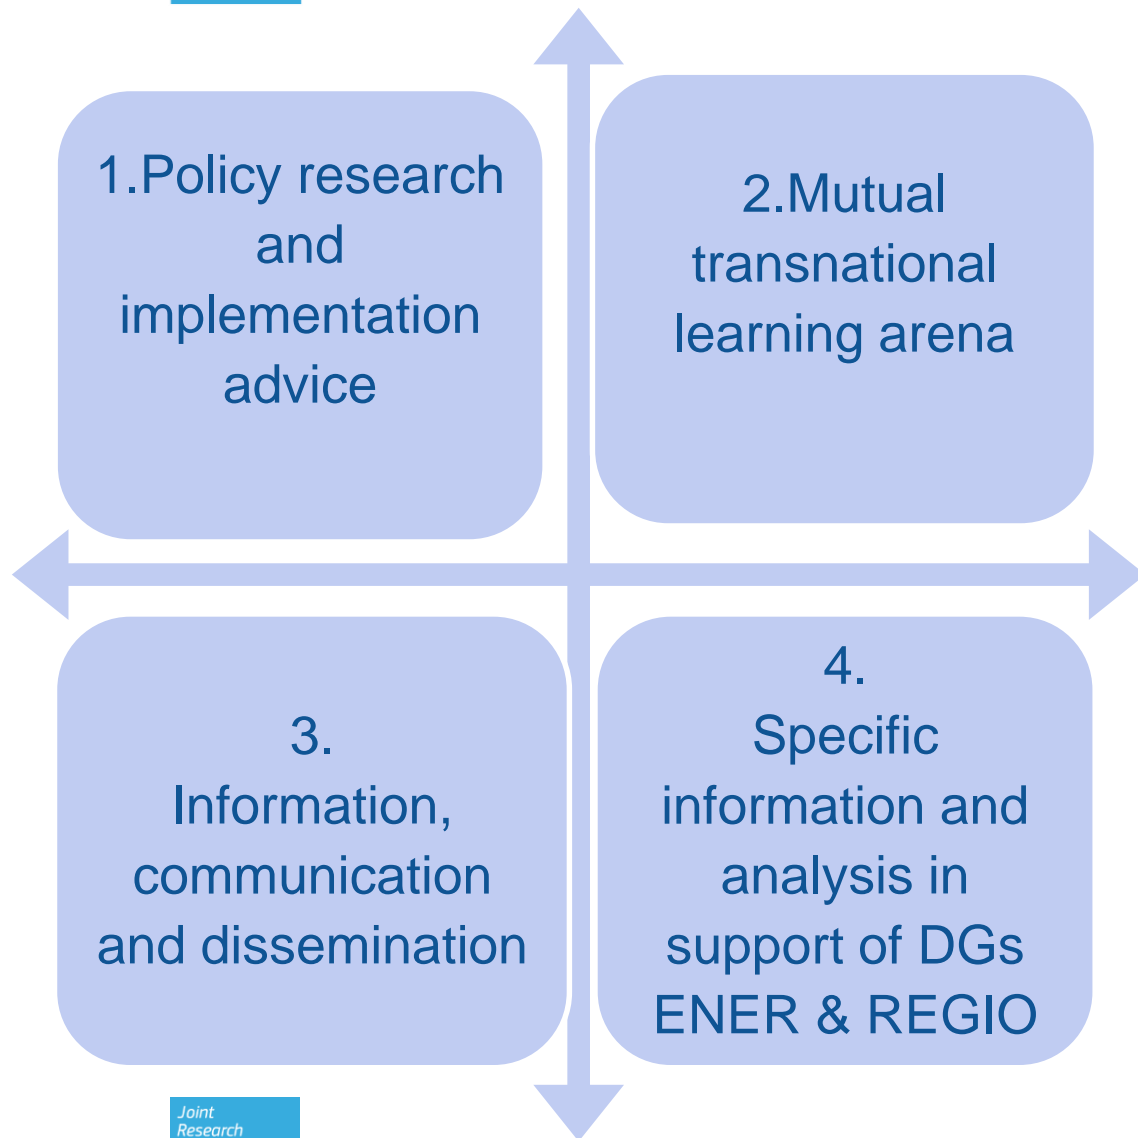 1.Policy research
and
implementation
advice
2.Mutual
transnational
learning arena
3.
Information,
communication
and dissemination
4.
Specific
information and
analysis in
support of DGs
ENER & REGIO
Joint
Research